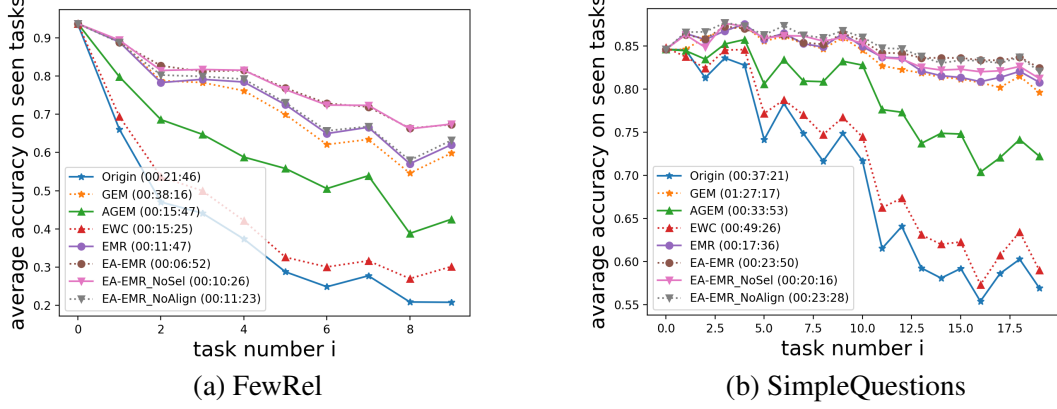 average accuracy on seen tasks
0.9
0.8
0.7
0.6
0.5
0.4
0.3
0.2
Origin (00:21:46)
GEM (00:38:16)
AGEM (00:15:47)
EWC (00:15:25)
EMR (00:11:47)
EA-EMR (00:06:52)
EA-EMR_NoSel (00:10:26)
EA-EMR_NoAlign (00:11:23)
0 2 4 6 8
task number i
(a) FewRel
avarage accuracy on seen tasks
0.85
0.80
0.75
0.70
0.65
0.60
0.55
Origin (00:37:21)
GEM (01:27:17)
AGEM (00:33:53)
EWC (00:49:26)
EMR (00:17:36)
EA-EMR (00:23:50)
EA-EMR_NoSel (00:20:16)
EA-EMR_NoAlign (00:23:28)
0.0 2.5 5.0 7.5 10.0 12.5 15.0 17.5
task number i
(b) SimpleQuestions